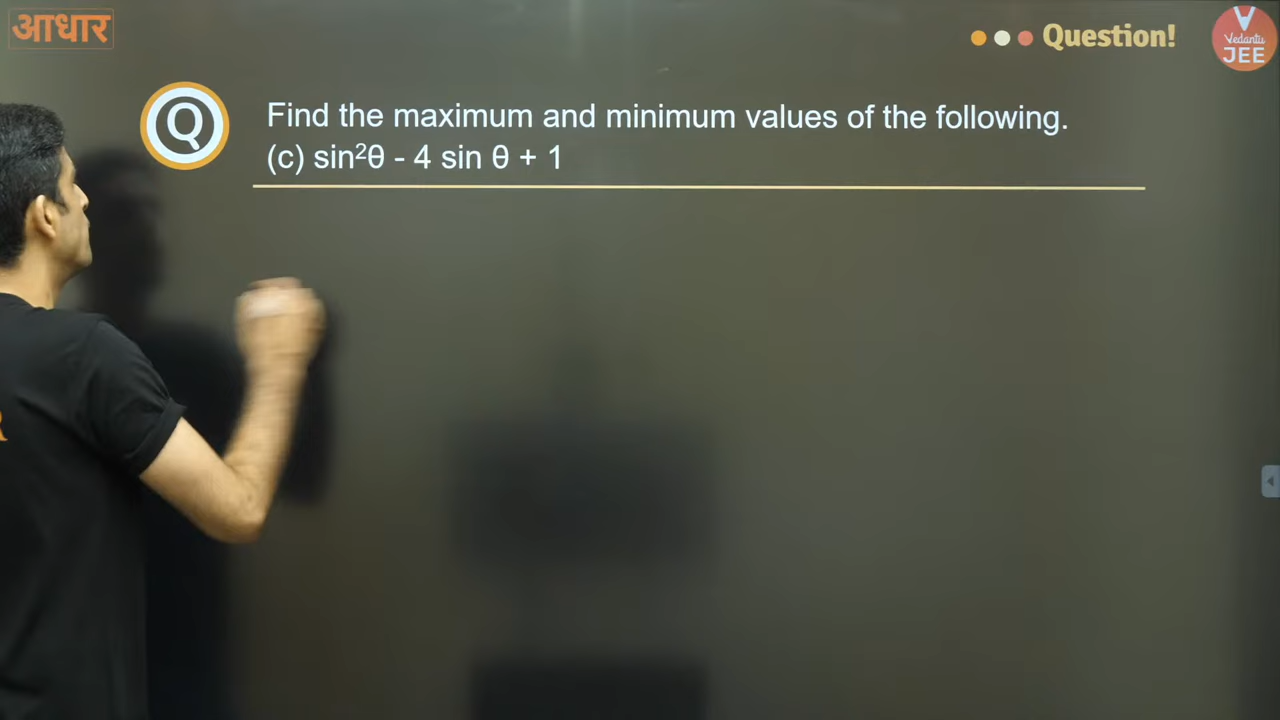 आधार
Question!
Vedantu
JEE
Q
Find the maximum and minimum values of the following.
(c) sin²θ - 4 sin θ + 1